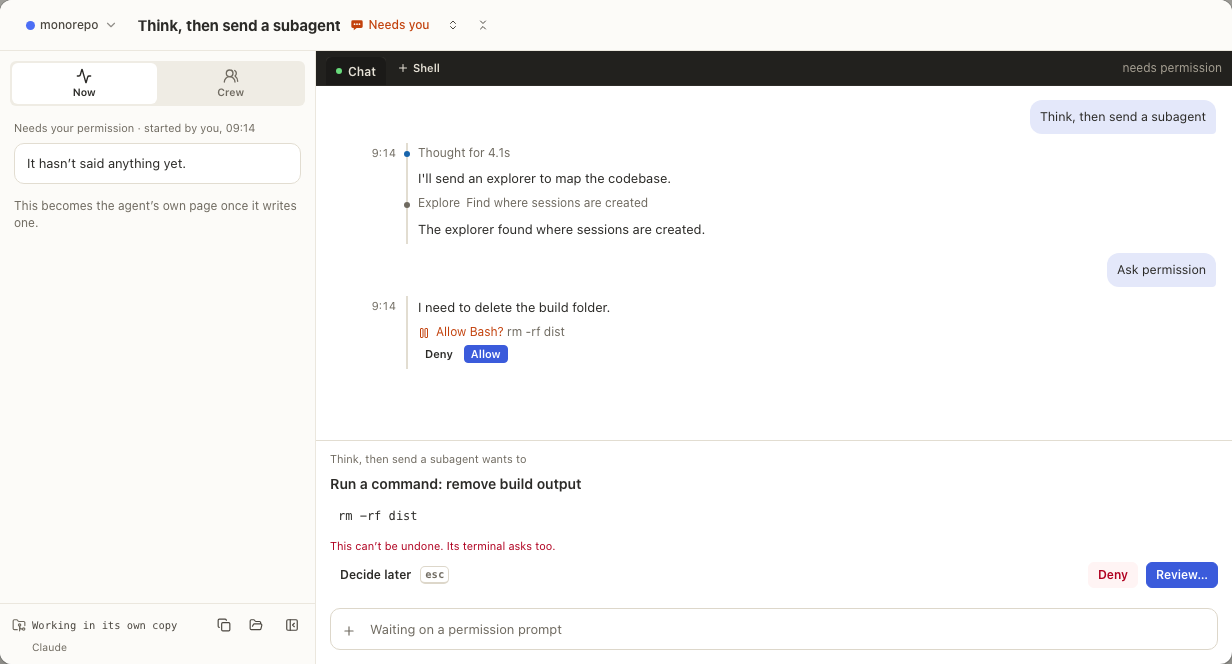 monorepo
Think, then send a subagent
Needs you
Now
Crew
Needs your permission · started by you, 09:14
It hasn't said anything yet.
This becomes the agent's own page once it writes
one.
Working in its own copy
Claude
Chat
+ Shell
needs permission
Think, then send a subagent
9:14
Thought for 4.1s
I'll send an explorer to map the codebase.
Explore Find where sessions are created
The explorer found where sessions are created.
Ask permission
9:14
I need to delete the build folder.
Allow Bash? rm -rf dist
Deny
Allow
Think, then send a subagent wants to
Run a command: remove build output
rm -rf dist
This can't be undone. Its terminal asks too.
Decide later esc
Deny
Review…
+ Waiting on a permission prompt